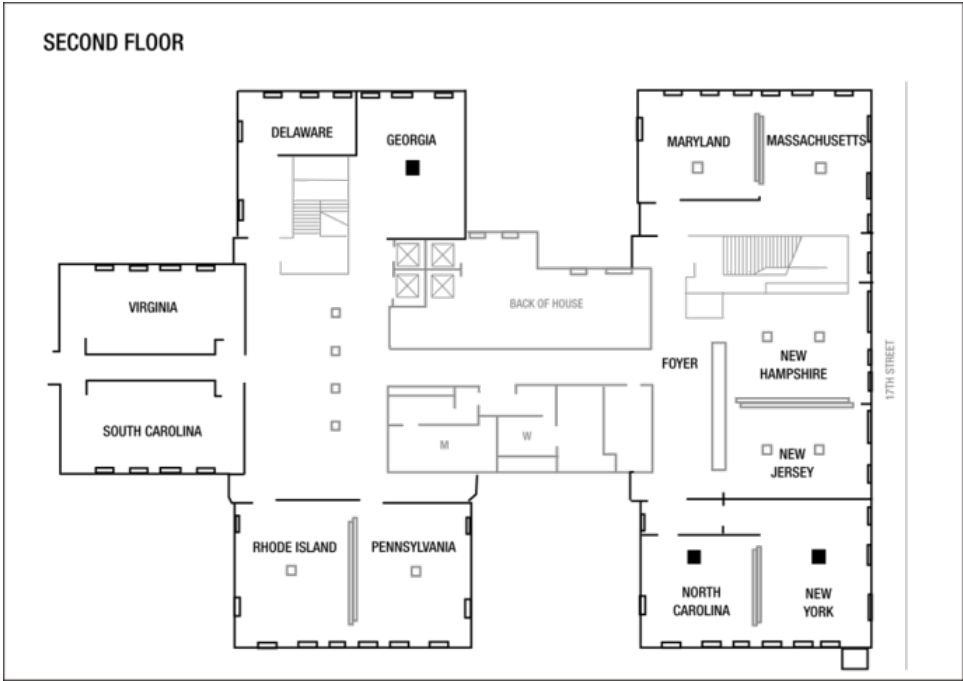 SECOND FLOOR
DELAWARE
GEORGIA
MARYLAND
MASSACHUSETTS
VIRGINIA
BACK OF HOUSE
FOYER
NEW
HAMPSHIRE
17TH STREET
SOUTH CAROLINA
M
W
NEW
JERSEY
RHODE ISLAND
PENNSYLVANIA
NORTH
CAROLINA
NEW
YORK